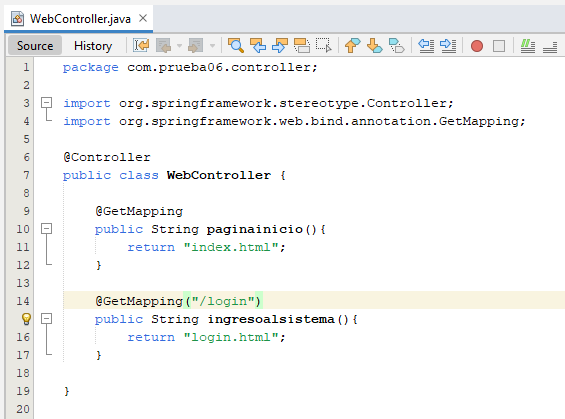 WebController.java
Source History
1 package com.prueba06.controller;
2
3 import org.springframework.stereotype.Controller;
4 import org.springframework.web.bind.annotation.GetMapping;
5
6 @Controller
7 public class WebController {
8
9 @GetMapping
10 public String paginainicio(){
11 return "index.html";
12 }
13
14 @GetMapping("/login")
public String ingresoalsistema(){
16 return "login.html";
17 }
18
19 }
20